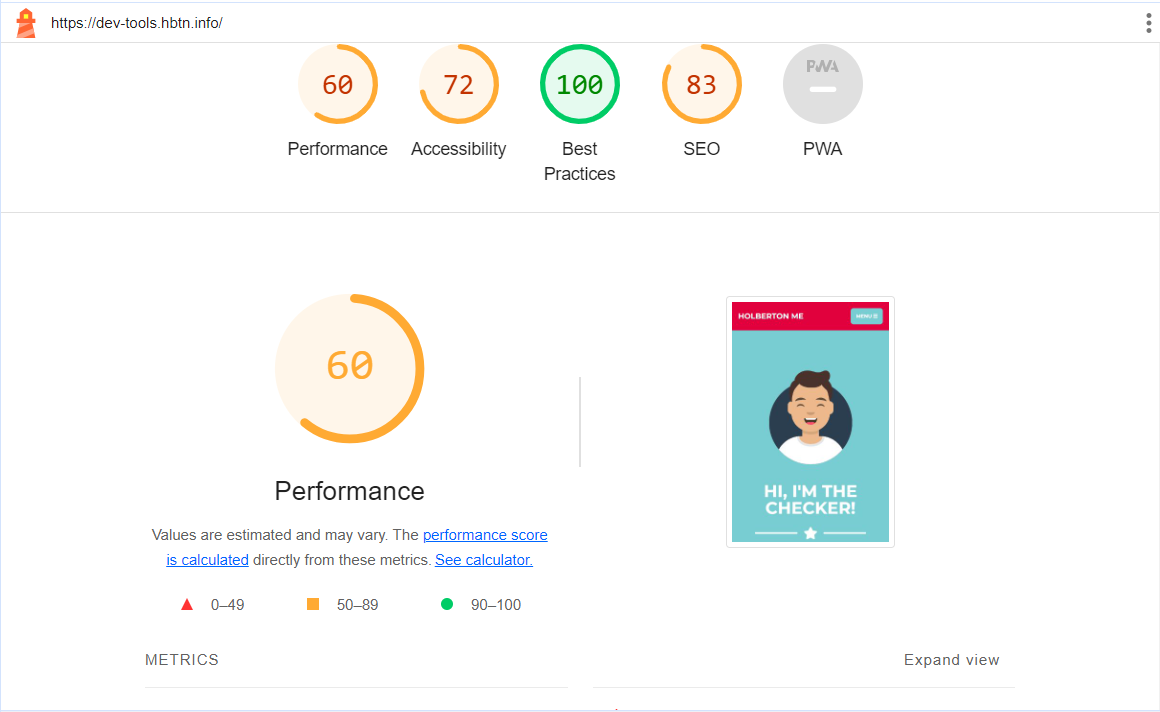 https://dev-tools.hbtn.info/
60
72
100
83
PWA
Performance
Accessibility
Best
Practices
SEO
PWA
60
Performance
Values are estimated and may vary. The performance score
is calculated directly from these metrics. See calculator.
0–49
50–89
90–100
HOLBERTON ME
MENU
HI, I'M THE
CHECKER!
METRICS
Expand view